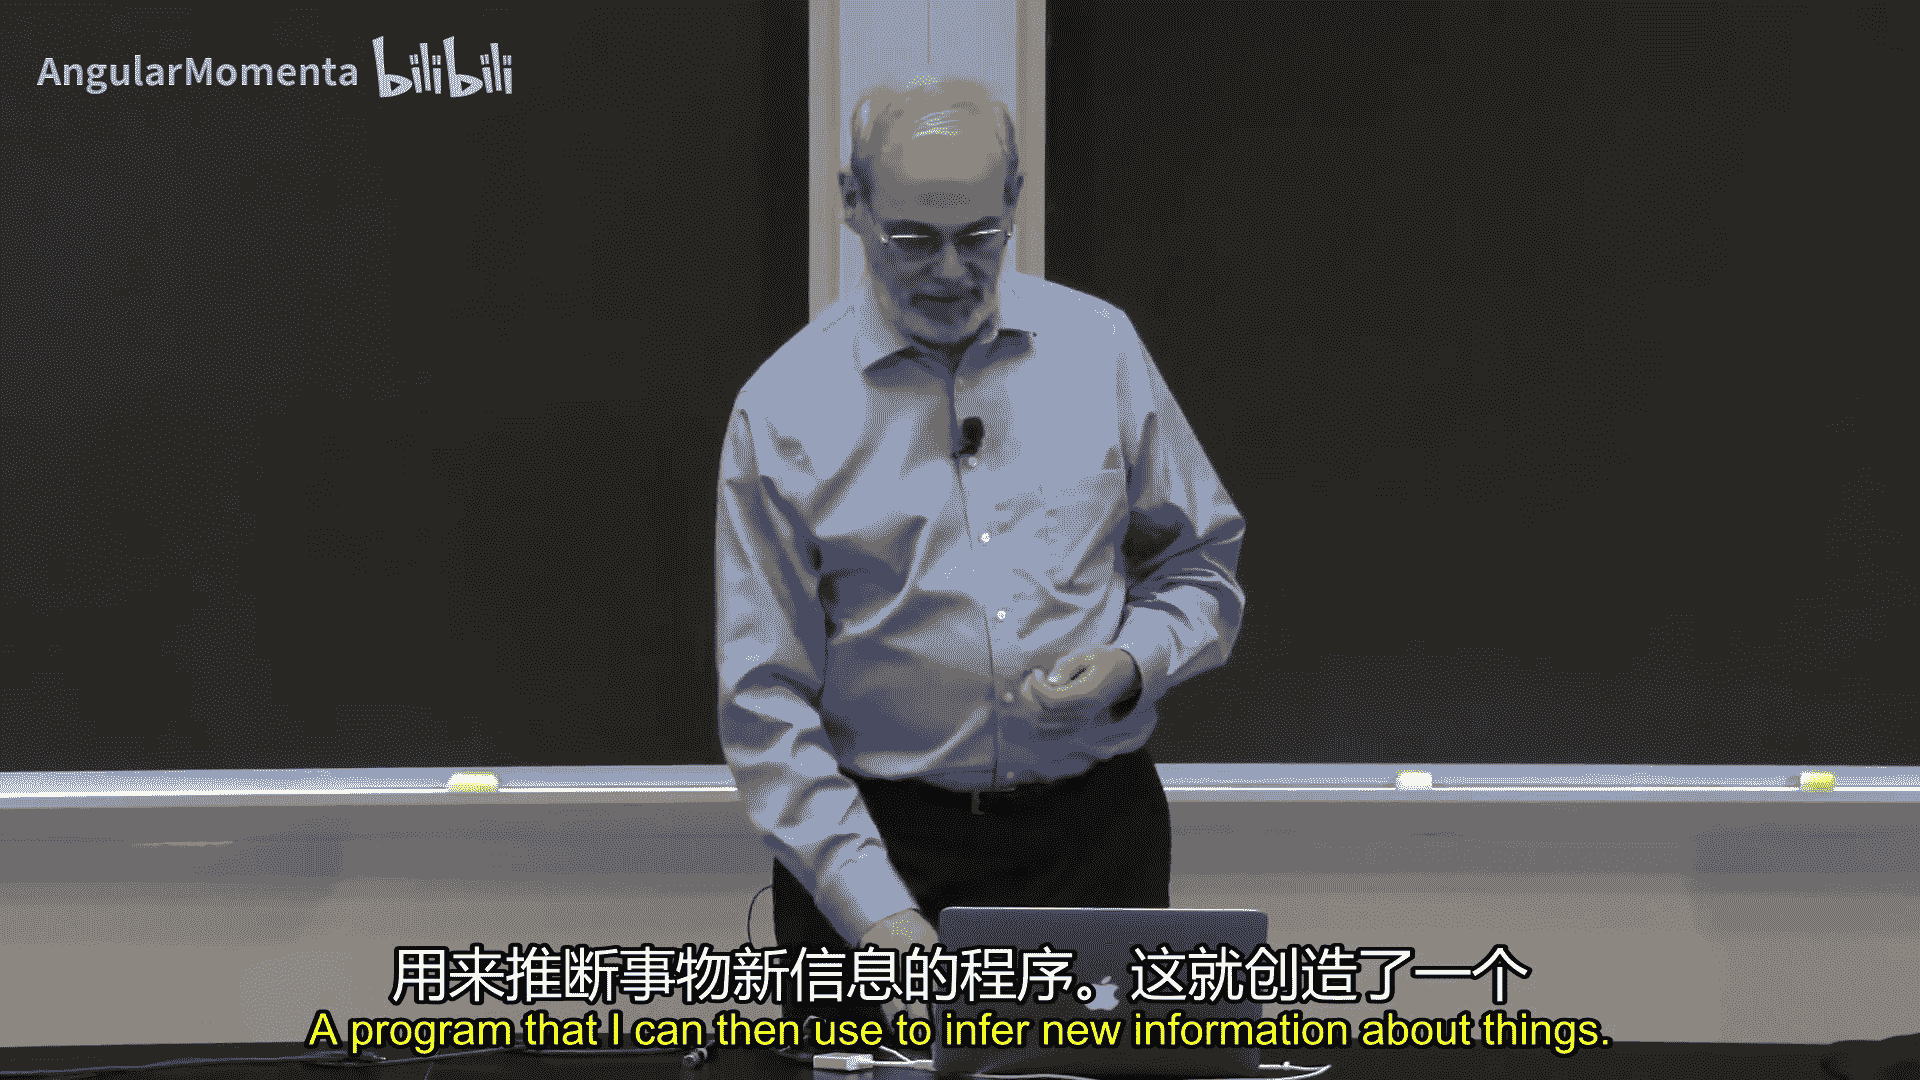 AngularMomenta bilibili
用来推断事物新信息的程序。这就创造了一个
A program that I can then use to infer new information about things.